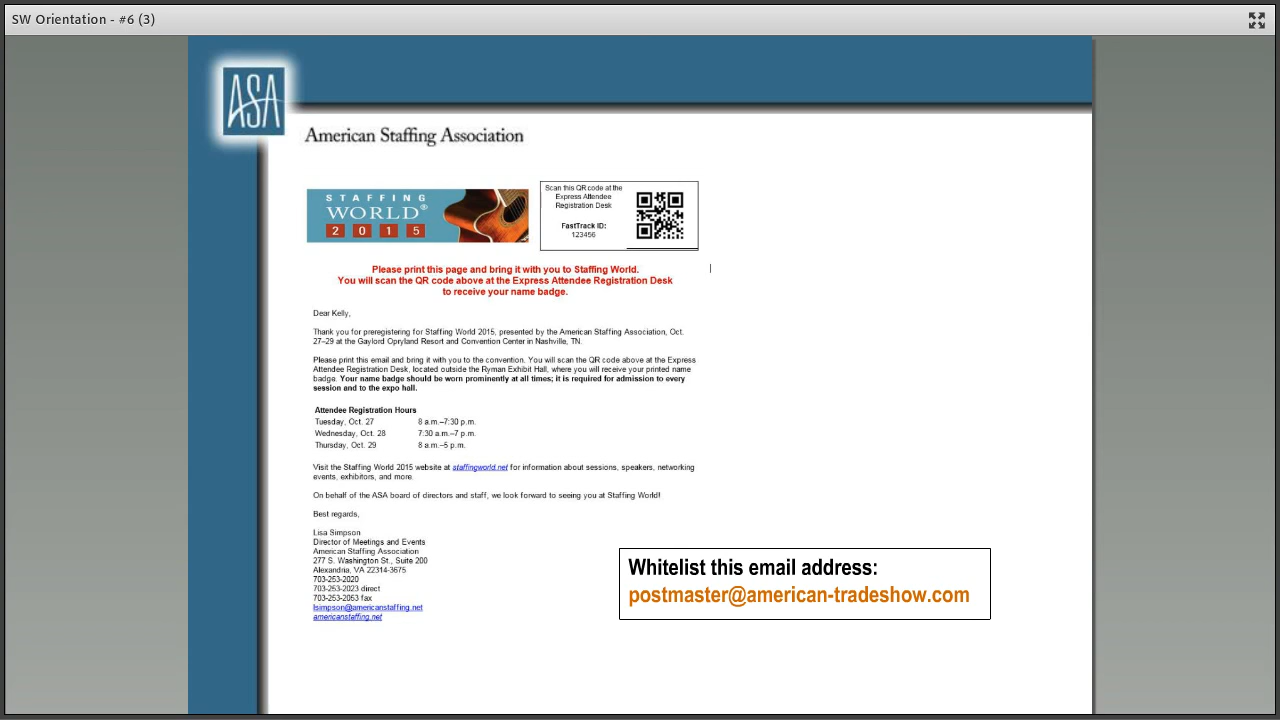 SW Orientation - #6 (3)
ASA
American Staffing Association
STAFFING
WORLD®
2015
Scan this QR code at the
Express Attendee
Registration Desk
FastTrack ID:
123456
Please print this page and bring it with you to Staffing World.
You will scan the QR code above at the Express Attendee Registration Desk
to receive your name badge.
Dear Kelly,
Thank you for preregistering for Staffing World 2015, presented by the American Staffing Association, Oct.
27–29 at the Gaylord Opryland Resort and Convention Center in Nashville, TN.
Please print this email and bring it with you to the convention. You will scan the QR code above at the Express
Attendee Registration Desk, located outside the Ryman Exhibit Hall, where you will receive your printed name
badge. Your name badge should be worn prominently at all times; it is required for admission to every
session and to the expo hall.
Attendee Registration Hours
Tuesday, Oct. 27 8 a.m.–7:30 p.m.
Wednesday, Oct. 28 7:30 a.m.–7 p.m.
Thursday, Oct. 29 8 a.m.–5 p.m.
Visit the Staffing World 2015 website at staffingworld.net for information about sessions, speakers, networking
events, exhibitors, and more.
On behalf of the ASA board of directors and staff, we look forward to seeing you at Staffing World!
Best regards,
Lisa Simpson
Director of Meetings and Events
American Staffing Association
277 S. Washington St., Suite 200
Alexandria, VA 22314-3675
703-253-2020
703-253-2023 direct
703-253-2053 fax
lsimpson@americanstaffing.net
americanstaffing.net
Whitelist this email address:
postmaster@american-tradeshow.com